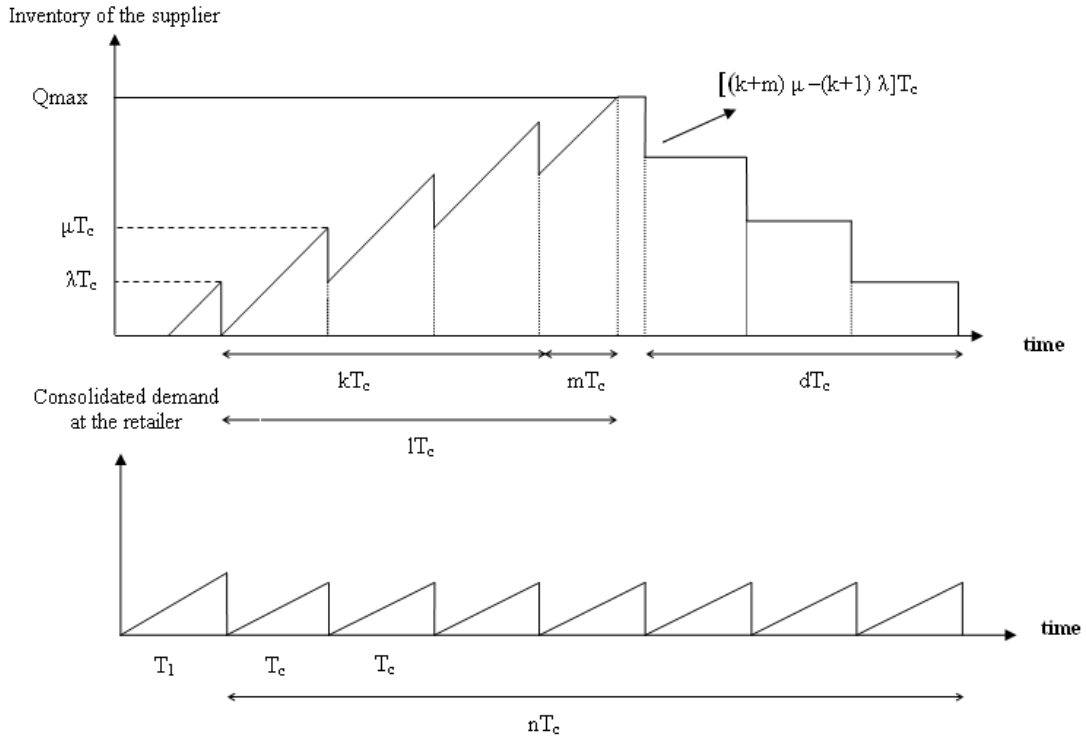 Inventory of the supplier
Qmax
[(k+m) μ −(k+1) λ]Tc
μTc
λTc
time
kTc
mTc
dTc
Consolidated demand
at the retailer
lTc
time
T1
Tc
Tc
nTc